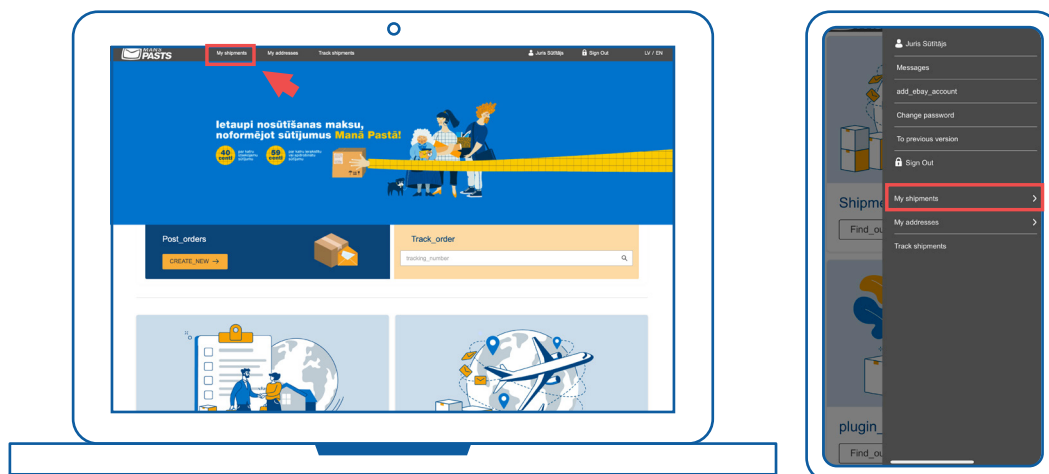 MANS
PASTS
My shipments
My addresses
Track shipments
Juris Sūtītājs
Sign Out
LV / EN
Ietaupi nosūtīšanas maksu,
noformējot sūtījumus Manā Pastā!
40
centi
59
centi
Post_orders
CREATE_NEW →
Track_order
tracking_number
Juris Sūtītājs
Messages
add_ebay_account
Change password
To previous version
Sign Out
My shipments
My addresses
Track shipments
Shipme
Find_ou
plugin_
Find_ou